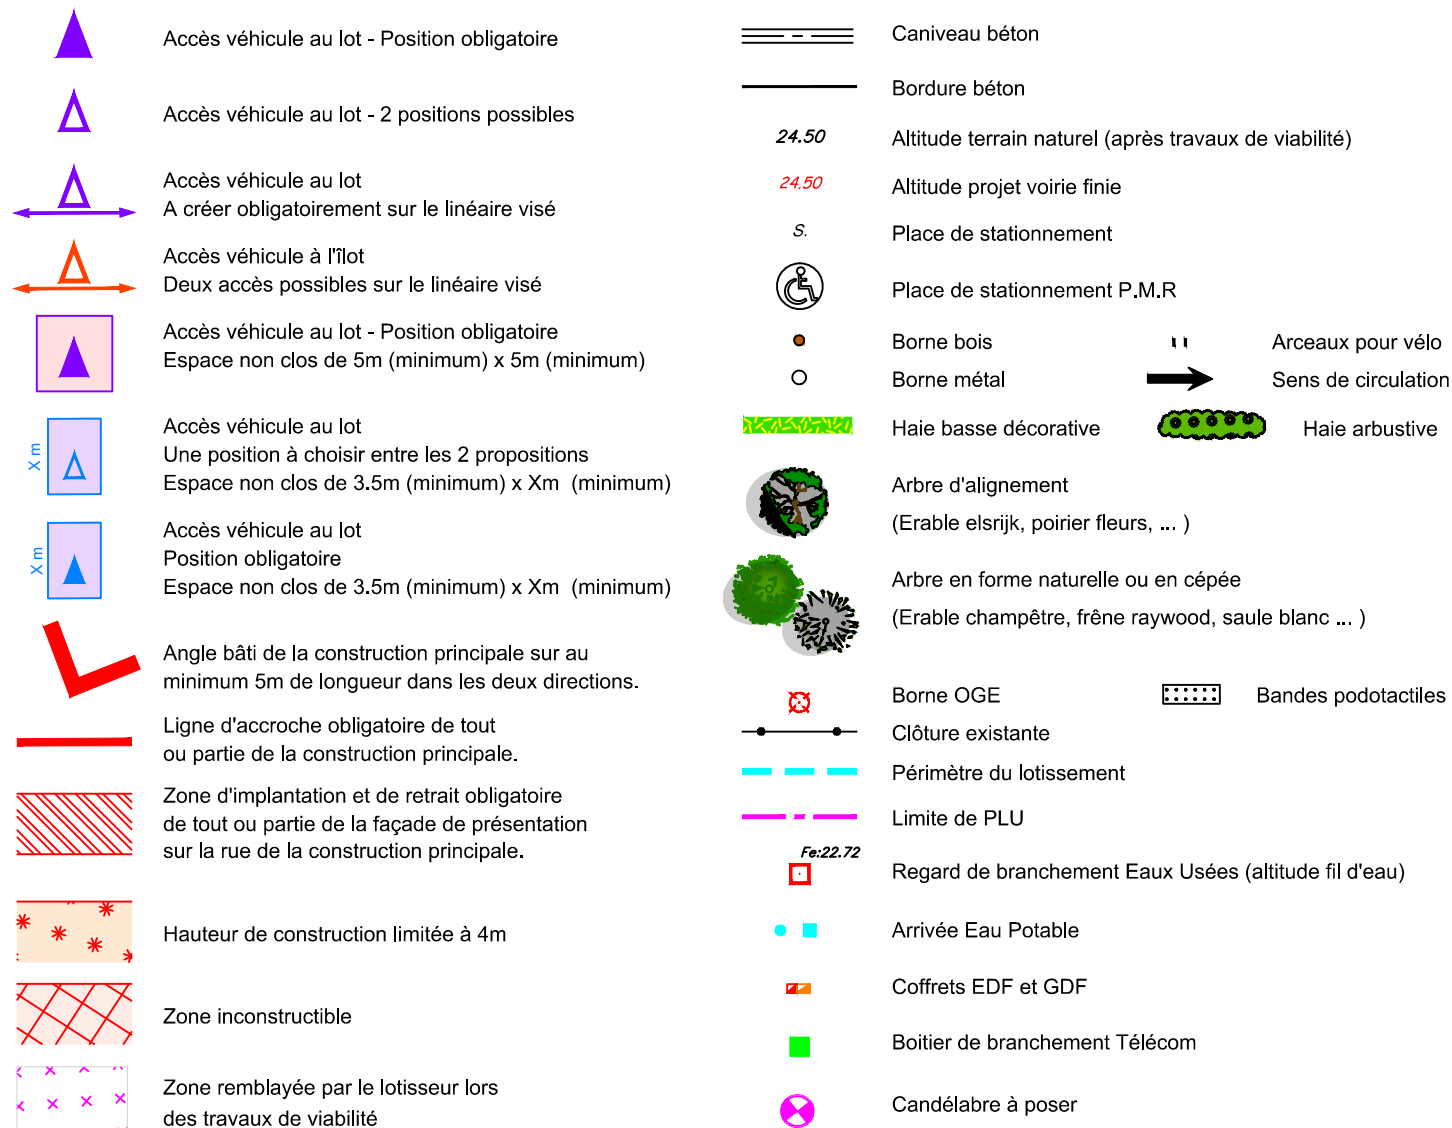 Accès véhicule au lot - Position obligatoire
Accès véhicule au lot - 2 positions possibles
Accès véhicule au lot
A créer obligatoirement sur le linéaire visé
Accès véhicule à l'îlot
Deux accès possibles sur le linéaire visé
Accès véhicule au lot - Position obligatoire
Espace non clos de 5m (minimum) x 5m (minimum)
X m
Accès véhicule au lot
Une position à choisir entre les 2 propositions
Espace non clos de 3.5m (minimum) x Xm (minimum)
X m
Accès véhicule au lot
Position obligatoire
Espace non clos de 3.5m (minimum) x Xm (minimum)
Angle bâti de la construction principale sur au
minimum 5m de longueur dans les deux directions.
Ligne d'accroche obligatoire de tout
ou partie de la construction principale.
Zone d'implantation et de retrait obligatoire
de tout ou partie de la façade de présentation
sur la rue de la construction principale.
Hauteur de construction limitée à 4m
Zone inconstructible
Zone remblayée par le lotisseur lors
des travaux de viabilité
Caniveau béton
Bordure béton
24.50 Altitude terrain naturel (après travaux de viabilité)
24.50 Altitude projet voirie finie
S. Place de stationnement
Place de stationnement P.M.R
Borne bois
Arceaux pour vélo
Borne métal
Sens de circulation
Haie basse décorative
Haie arbustive
Arbre d'alignement
(Erable elsrijk, poirier fleurs, ... )
Arbre en forme naturelle ou en cépée
(Erable champêtre, frêne raywood, saule blanc ... )
Borne OGE
Bandes podotactiles
Clôture existante
Périmètre du lotissement
Limite de PLU
Fe:22.72
Regard de branchement Eaux Usées (altitude fil d'eau)
Arrivée Eau Potable
Coffrets EDF et GDF
Boitier de branchement Télécom
Candélabre à poser